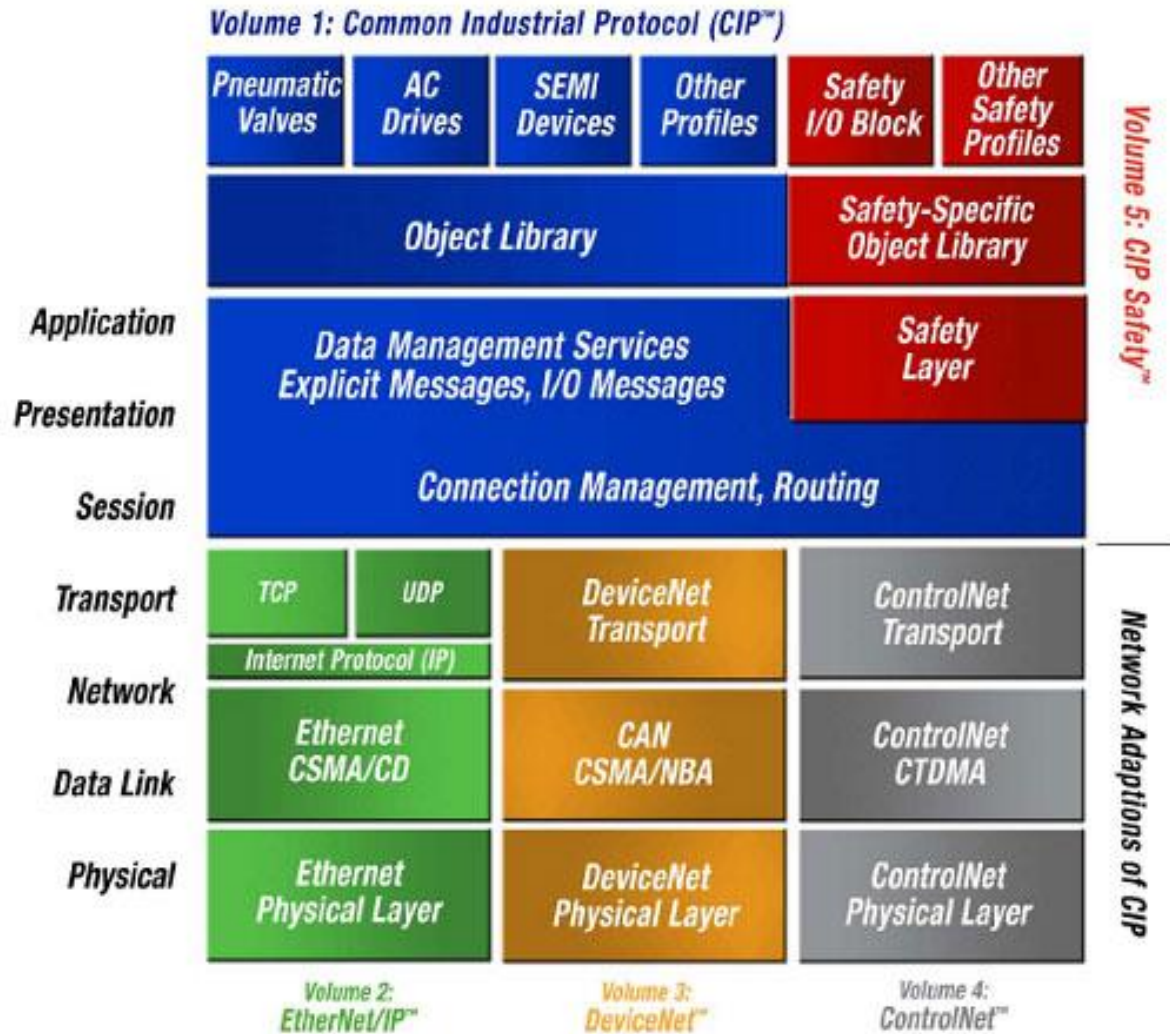 Volume 1: Common Industrial Protocol (CIP™)
Pneumatic
Valves
AC
Drives
SEMI
Devices
Other
Profiles
Safety
I/O Block
Other
Safety
Profiles
Object Library
Safety-Specific
Object Library
Volume 5: CIP Safety™
Application
Presentation
Session
Data Management Services
Explicit Messages, I/O Messages
Safety
Layer
Connection Management, Routing
Transport
Network
Data Link
Physical
TCP
UDP
Internet Protocol (IP)
DeviceNet
Transport
ControlNet
Transport
Ethernet
CSMA/CD
CAN
CSMA/NBA
ControlNet
CTDMA
Ethernet
Physical Layer
DeviceNet
Physical Layer
ControlNet
Physical Layer
Network Adaptions of CIP
Volume 2:
EtherNet/IP™
Volume 3:
DeviceNet™
Volume 4:
ControlNet™